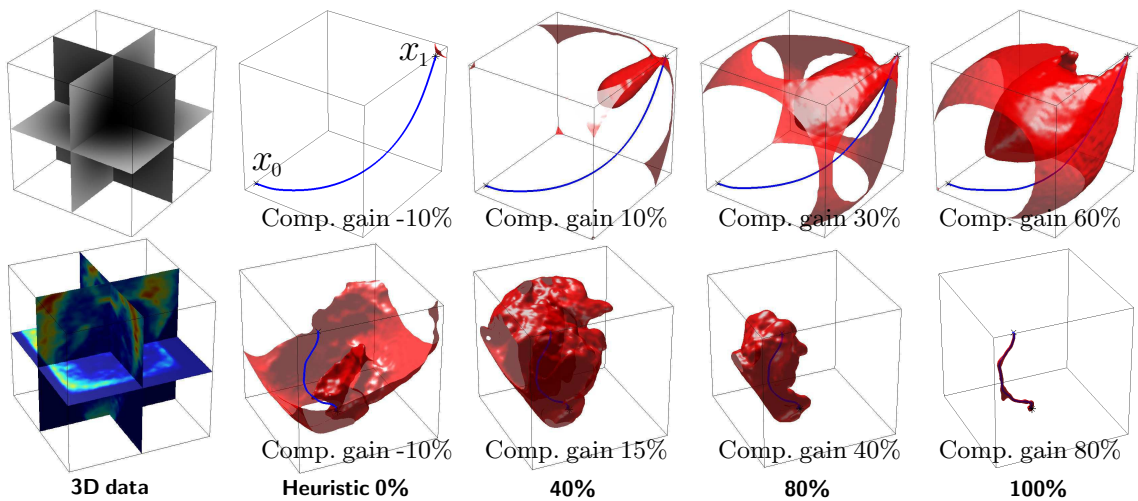 x₁
x₀
Comp. gain -10%
Comp. gain 10%
Comp. gain 30%
Comp. gain 60%
Comp. gain -10%
Comp. gain 15%
Comp. gain 40%
Comp. gain 80%
3D data
Heuristic 0%
40%
80%
100%